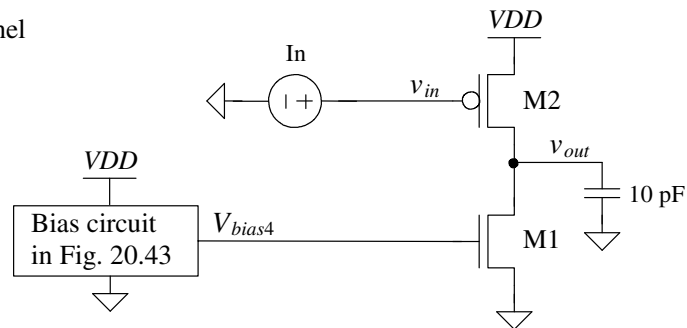 nel
VDD
In
v_in
M2
v_out
VDD
10 pF
Bias circuit
in Fig. 20.43
V_bias4
M1